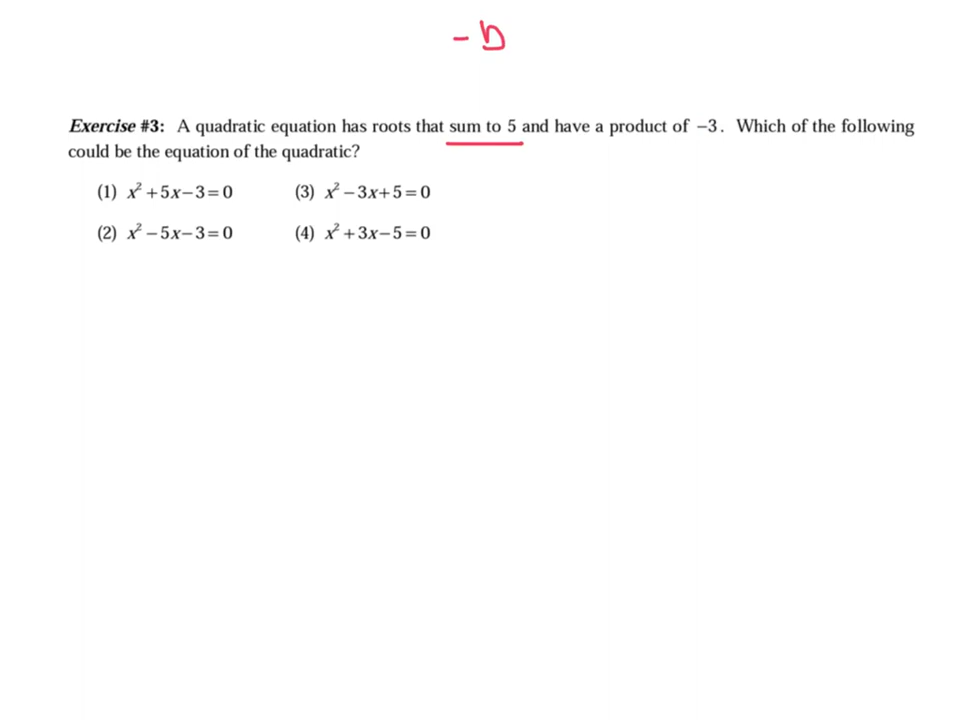 -b
Exercise #3: A quadratic equation has roots that sum to 5 and have a product of −3. Which of the following
could be the equation of the quadratic?
(1) x² + 5x − 3 = 0 (3) x² − 3x + 5 = 0
(2) x² − 5x − 3 = 0 (4) x² + 3x − 5 = 0